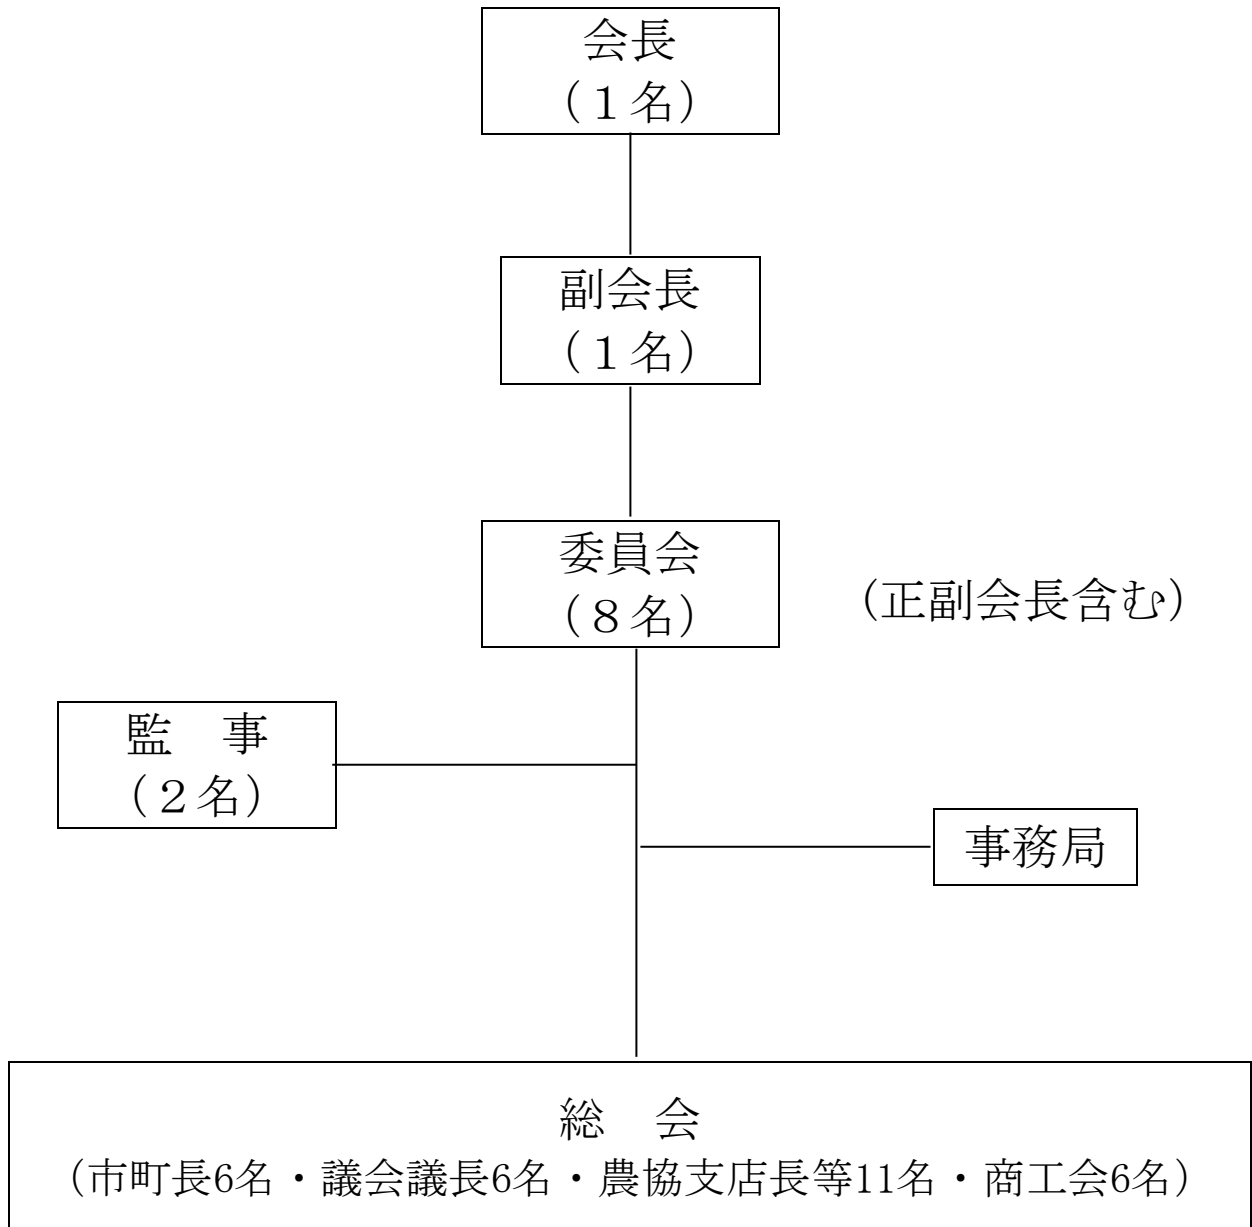 会長
(１名)
副会長
(１名)
委員会
(８名)
(正副会長含む)
監　事
(２名)
事務局
総　会
(市町長6名・議会議長6名・農協支店長等11名・商工会6名)